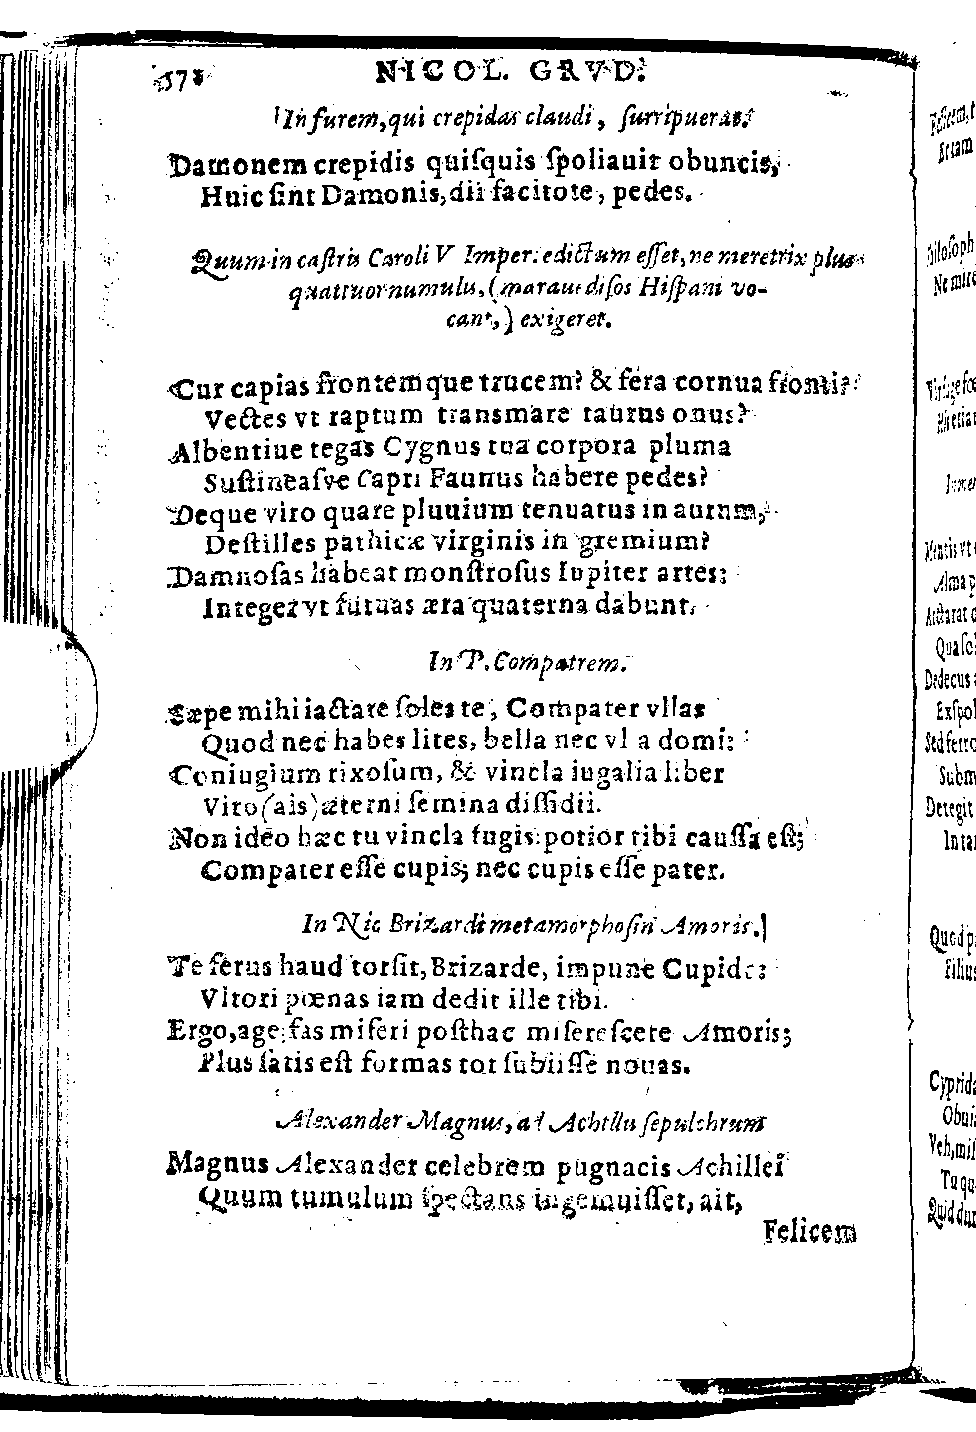 NICOL. GRVD.
In furem, qui crepidas claudi, ſurripuerat.
Damonem crepidis quiſquis ſpoliauit obuncis,
Huic ſint Damonis, dii facitote, pedes.
Quum in caſtris Caroli V Imper. edictum eſſet, ne meretrix plus
quattuor numulis, (marauediſos Hiſpani vo-
cant,) exigeret.
Cur capias frontemque trucem? & fera cornua fronti?
Vectes vt raptum transmare taurus onus?
Albentiue tegas Cygnus tua corpora pluma
Suſtineaſve Capri Faunus habere pedes?
Deque viro quare pluuium tenuatus in aurum,
Deſtilles pathicæ virginis in gremium?
Damnoſas habeat monſtroſus Iupiter artes:
Integer vt futuas æra quaterna dabunt.
In P. Compatrem.
Sæpe mihi iactare ſoles te, Compater vllas
Quod nec habes lites, bella nec vlla domi:
Coniugium rixoſum, & vincla iugalia liber
Viro (ais) æterni ſemina diſſidii.
Non ideo hæc tu vincla fugis: potior tibi cauſſa eſt;
Compater eſſe cupis; nec cupis eſſe pater.
In Nic Brizardi metamorphoſin Amoris.
Te ferus haud torſit, Brizarde, impune Cupido:
Vltori pœnas iam dedit ille tibi.
Ergo, age, fas miſeri poſthac miſereſcere Amoris;
Plus ſatis eſt formas tot ſubiiſſe nouas.
Alexander Magnus, ad Achillis ſepulchrum
Magnus Alexander celebrem pugnacis Achillei
Quum tumulum ſpectans ingemuiſſet, ait,
Felicem